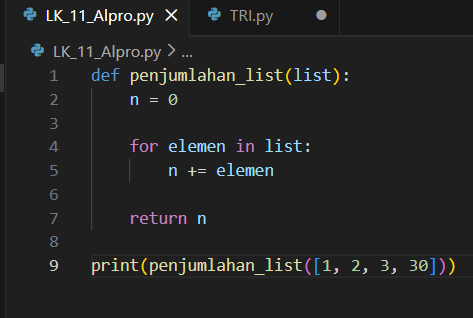 LK_11_Alpro.py × TRI.py ●
LK_11_Alpro.py > ...
1 def penjumlahan_list(list):
2     n = 0
3
4     for elemen in list:
5         n += elemen
6
7     return n
8
9 print(penjumlahan_list([1, 2, 3, 30]))